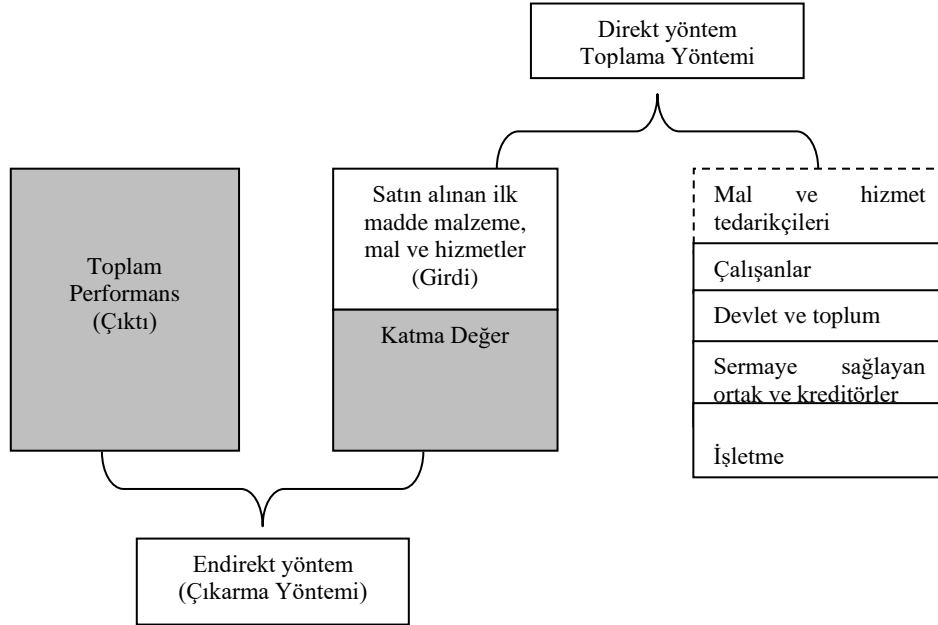 Direkt yöntem
Toplama Yöntemi
Toplam
Performans
(Çıktı)
Satın alınan ilk
madde malzeme,
mal ve hizmetler
(Girdi)
Katma Değer
Mal ve hizmet
tedarikçileri
Çalışanlar
Devlet ve toplum
Sermaye sağlayan
ortak ve kreditörler
İşletme
Endirekt yöntem
(Çıkarma Yöntemi)